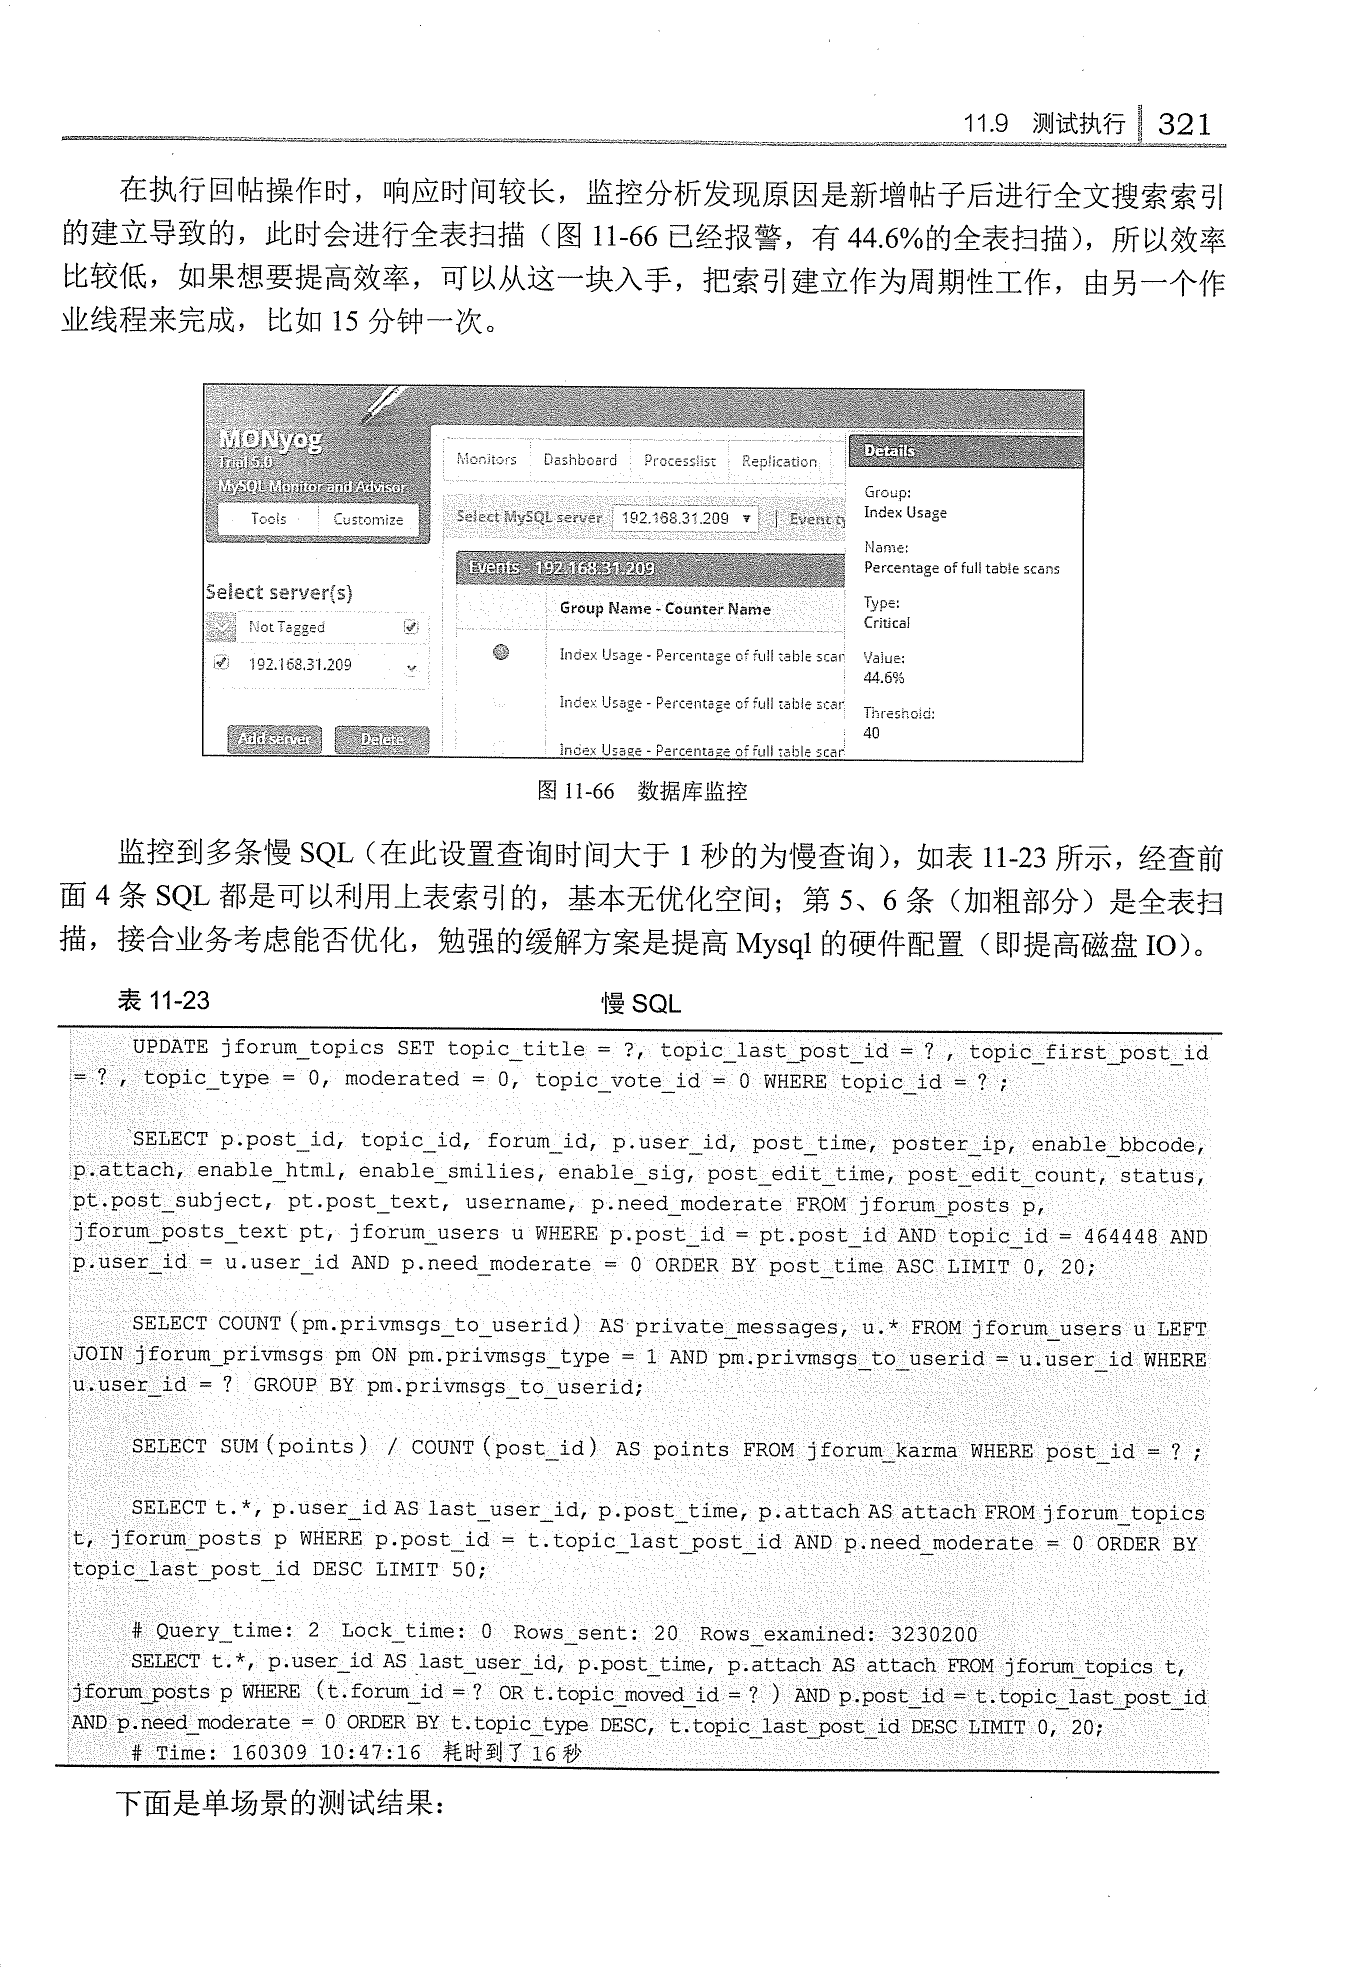 11.9 测试执行 321
在执行回帖操作时，响应时间较长，监控分析发现原因是新增帖子后进行全文搜索索引
的建立导致的，此时会进行全表扫描（图 11-66 已经报警，有 44.6%的全表扫描），所以效率
比较低，如果想要提高效率，可以从这一块入手，把索引建立作为周期性工作，由另一个作
业线程来完成，比如 15 分钟一次。
MONyog
Trial 5.0
MySQL Monitor and Advisor
Tools Customize
Select server(s)
Not Tagged
192.168.31.209
Add server Delete
Monitors Dashboard Processlist Replication
Select MySQL server 192.168.31.209 Event ty
Events 192.168.31.209
Group Name - Counter Name
Index Usage - Percentage of full table scan
Index Usage - Percentage of full table scan
Index Usage - Percentage of full table scan
Details
Group:
Index Usage
Name:
Percentage of full table scans
Type:
Critical
Value:
44.6%
Threshold:
40
图 11-66 数据库监控
监控到多条慢 SQL（在此设置查询时间大于 1 秒的为慢查询），如表 11-23 所示，经查前
面 4 条 SQL 都是可以利用上表索引的，基本无优化空间；第 5、6 条（加粗部分）是全表扫
描，接合业务考虑能否优化，勉强的缓解方案是提高 Mysql 的硬件配置（即提高磁盘 IO）。
表 11-23 慢 SQL
UPDATE jforum_topics SET topic_title = ?, topic_last_post_id = ? , topic_first_post_id
= ? , topic_type = 0, moderated = 0, topic_vote_id = 0 WHERE topic_id = ? ;
SELECT p.post_id, topic_id, forum_id, p.user_id, post_time, poster_ip, enable_bbcode,
p.attach, enable_html, enable_smilies, enable_sig, post_edit_time, post_edit_count, status,
pt.post_subject, pt.post_text, username, p.need_moderate FROM jforum_posts p,
jforum_posts_text pt, jforum_users u WHERE p.post_id = pt.post_id AND topic_id = 464448 AND
p.user_id = u.user_id AND p.need_moderate = 0 ORDER BY post_time ASC LIMIT 0, 20;
SELECT COUNT(pm.privmsgs_to_userid) AS private_messages, u.* FROM jforum_users u LEFT
JOIN jforum_privmsgs pm ON pm.privmsgs_type = 1 AND pm.privmsgs_to_userid = u.user_id WHERE
u.user_id = ? GROUP BY pm.privmsgs_to_userid;
SELECT SUM(points) / COUNT(post_id) AS points FROM jforum_karma WHERE post_id = ? ;
SELECT t.*, p.user_id AS last_user_id, p.post_time, p.attach AS attach FROM jforum_topics
t, jforum_posts p WHERE p.post_id = t.topic_last_post_id AND p.need_moderate = 0 ORDER BY
topic_last_post_id DESC LIMIT 50;
# Query_time: 2 Lock_time: 0 Rows_sent: 20 Rows_examined: 3230200
SELECT t.*, p.user_id AS last_user_id, p.post_time, p.attach AS attach FROM jforum_topics t,
jforum_posts p WHERE (t.forum_id = ? OR t.topic_moved_id = ? ) AND p.post_id = t.topic_last_post_id
AND p.need_moderate = 0 ORDER BY t.topic_type DESC, t.topic_last_post_id DESC LIMIT 0, 20;
# Time: 160309 10:47:16 耗时到了 16 秒
下面是单场景的测试结果：